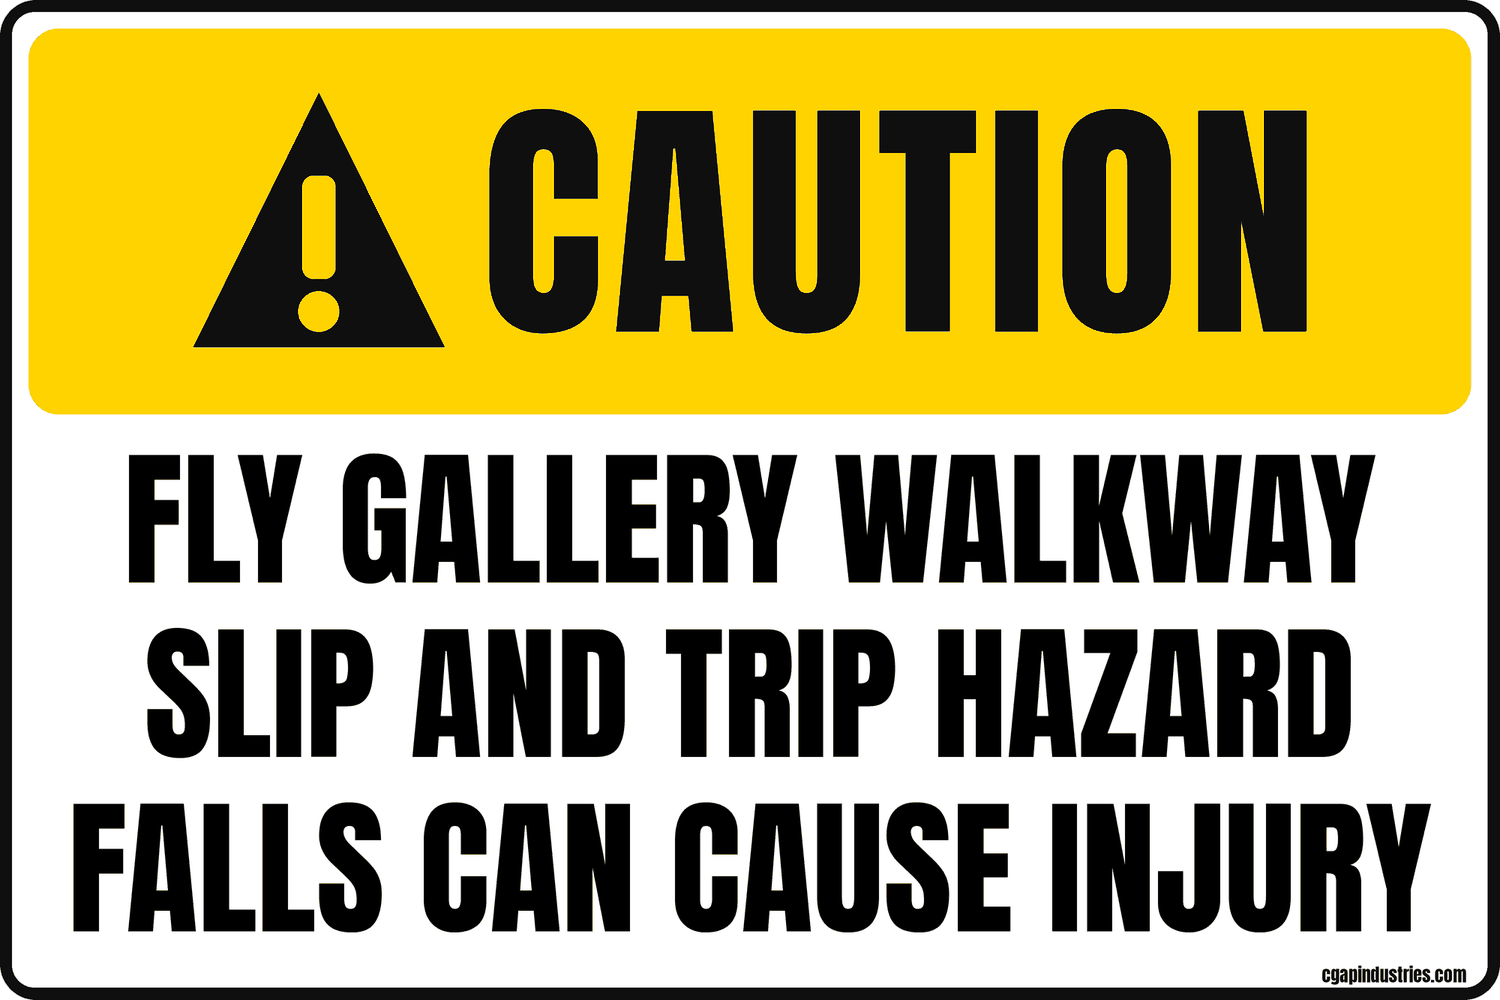 CAUTION
FLY GALLERY WALKWAY
SLIP AND TRIP HAZARD
FALLS CAN CAUSE INJURY
cgapindustries.com